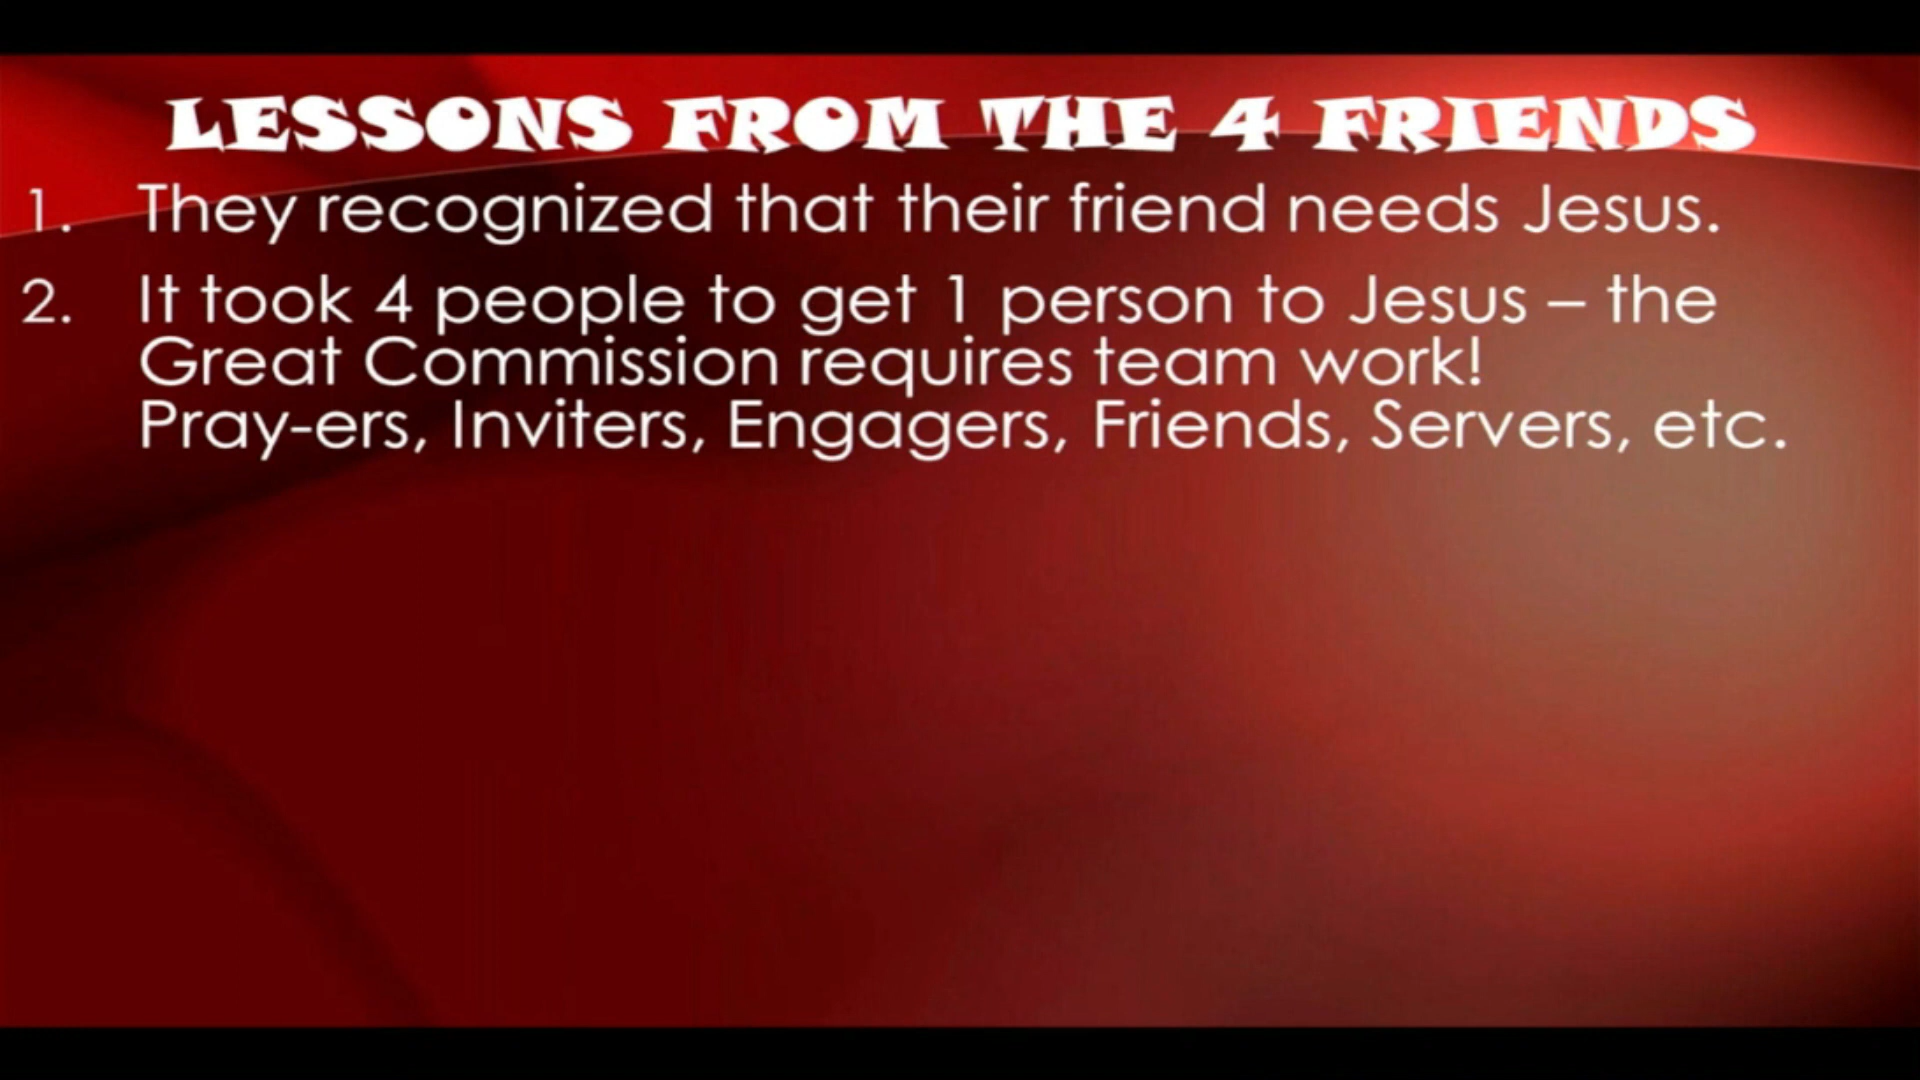 LESSONS FROM THE 4 FRIENDS
1. They recognized that their friend needs Jesus.
2. It took 4 people to get 1 person to Jesus – the
Great Commission requires team work!
Pray-ers, Inviters, Engagers, Friends, Servers, etc.